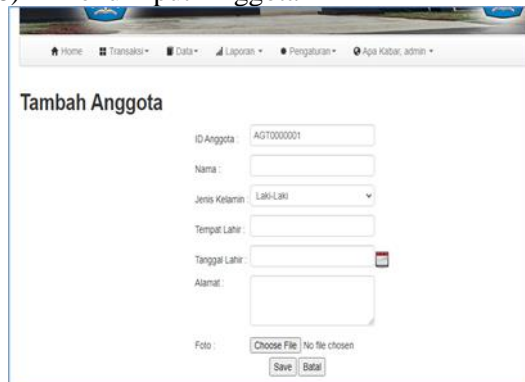 Home Transaksi Data Laporan Pengaturan Apa Kabar, admin
Tambah Anggota
ID Anggota : AGT0000001
Nama :
Jenis Kelamin : Laki-Laki
Tempat Lahir :
Tanggal Lahir :
Alamat :
Foto : Choose File No file chosen
Save Batal